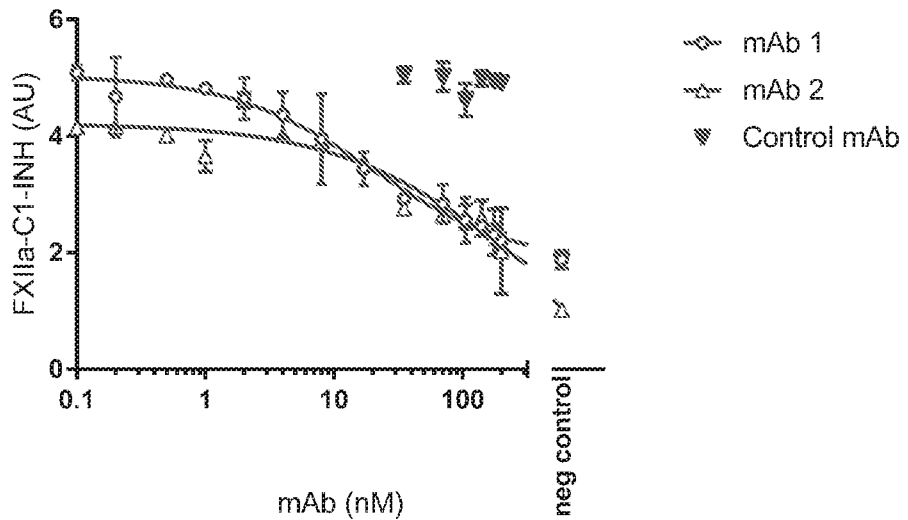 6
4
2
0
FXIIa-C1-INH (AU)
0.1 1 10 100
neg control
mAb (nM)
mAb 1
mAb 2
Control mAb